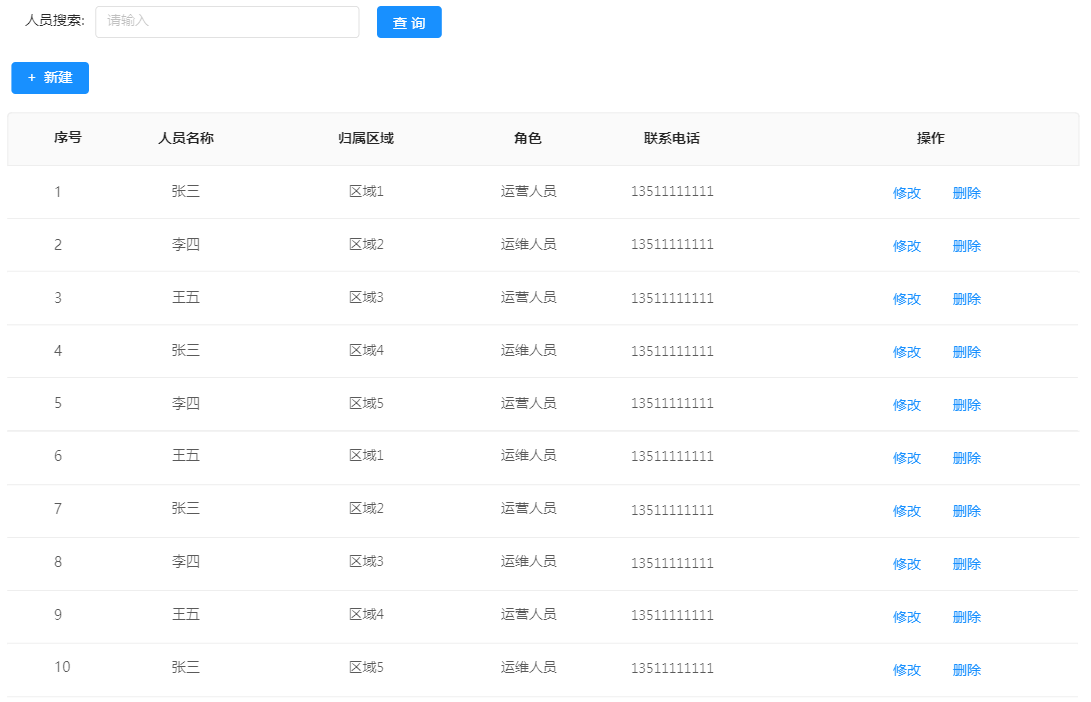 人员搜索: 请输入 查 询
+ 新建
序号 人员名称 归属区域 角色 联系电话 操作
1 张三 区域1 运营人员 13511111111 修改 删除
2 李四 区域2 运维人员 13511111111 修改 删除
3 王五 区域3 运营人员 13511111111 修改 删除
4 张三 区域4 运维人员 13511111111 修改 删除
5 李四 区域5 运营人员 13511111111 修改 删除
6 王五 区域1 运维人员 13511111111 修改 删除
7 张三 区域2 运营人员 13511111111 修改 删除
8 李四 区域3 运维人员 13511111111 修改 删除
9 王五 区域4 运营人员 13511111111 修改 删除
10 张三 区域5 运维人员 13511111111 修改 删除